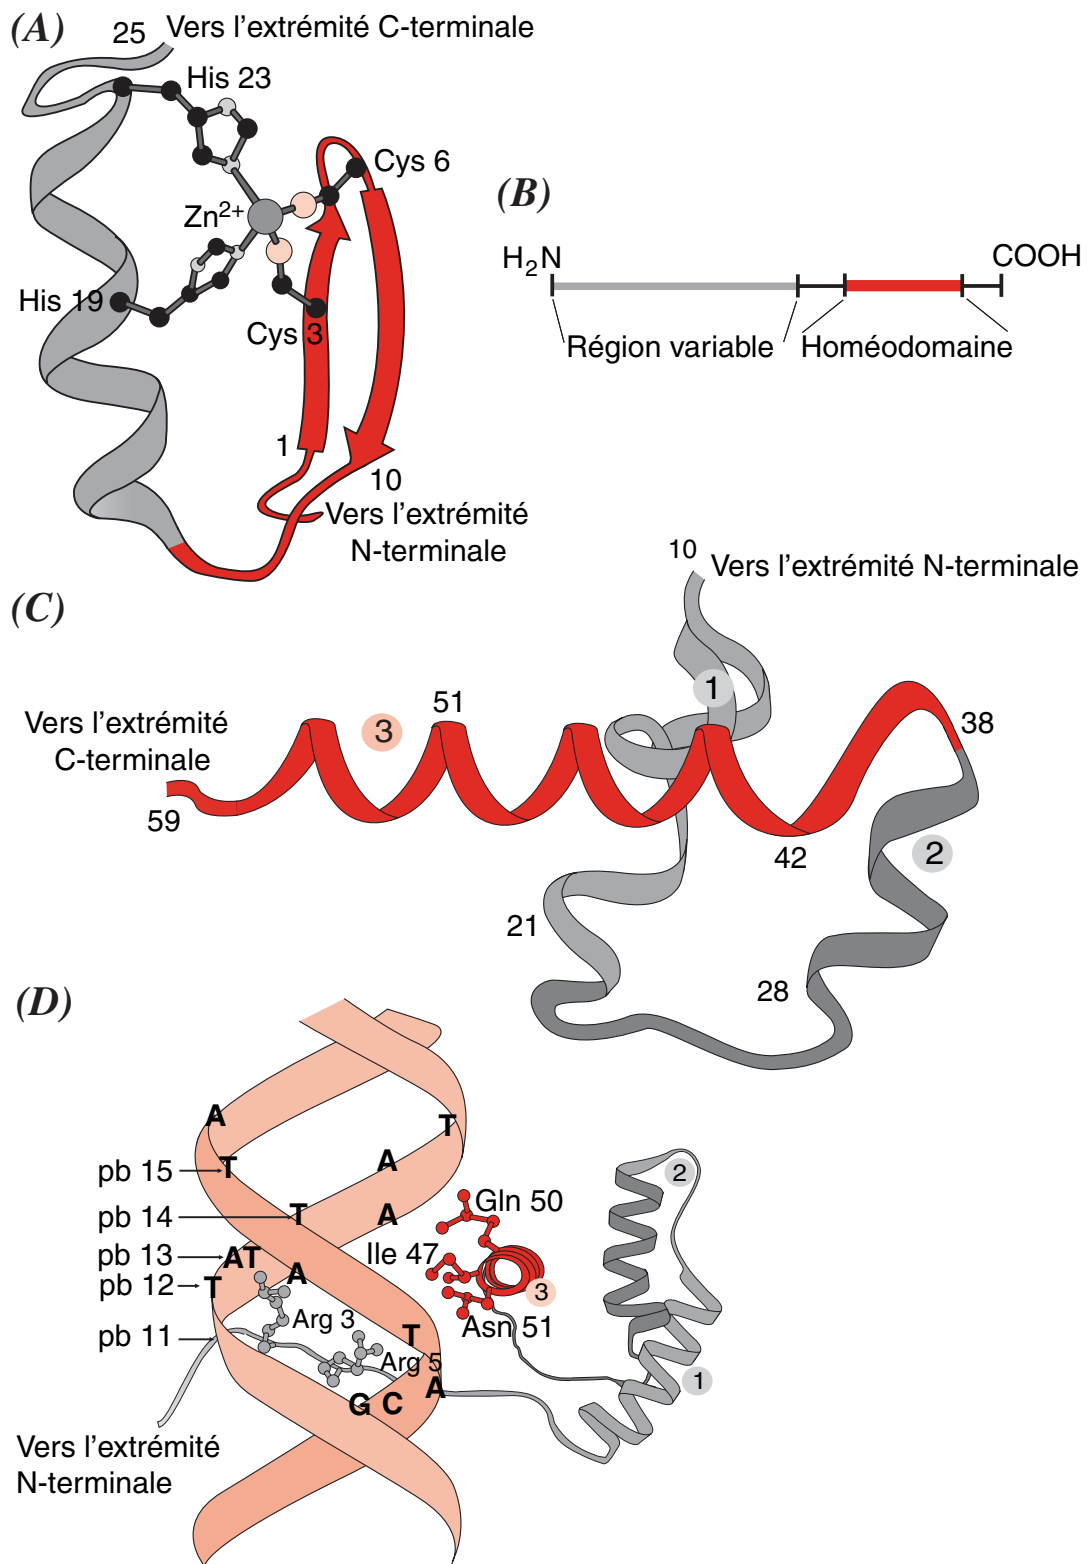 (A)
25 Vers l'extrémité C-terminale
His 23
Cys 6
Zn2+
His 19
Cys 3
1
10
Vers l'extrémité
N-terminale
(B)
H2N
COOH
Région variable
Homéodomaine
(C)
10
Vers l'extrémité N-terminale
1
51
3
38
Vers l'extrémité
C-terminale
59
42
2
21
28
(D)
A
T
pb 15
T
A
2
pb 14
T
A
Gln 50
pb 13
AT
Ile 47
pb 12
T
A
3
Arg 3
Asn 51
pb 11
T
Arg 5
1
G C A
Vers l'extrémité
N-terminale